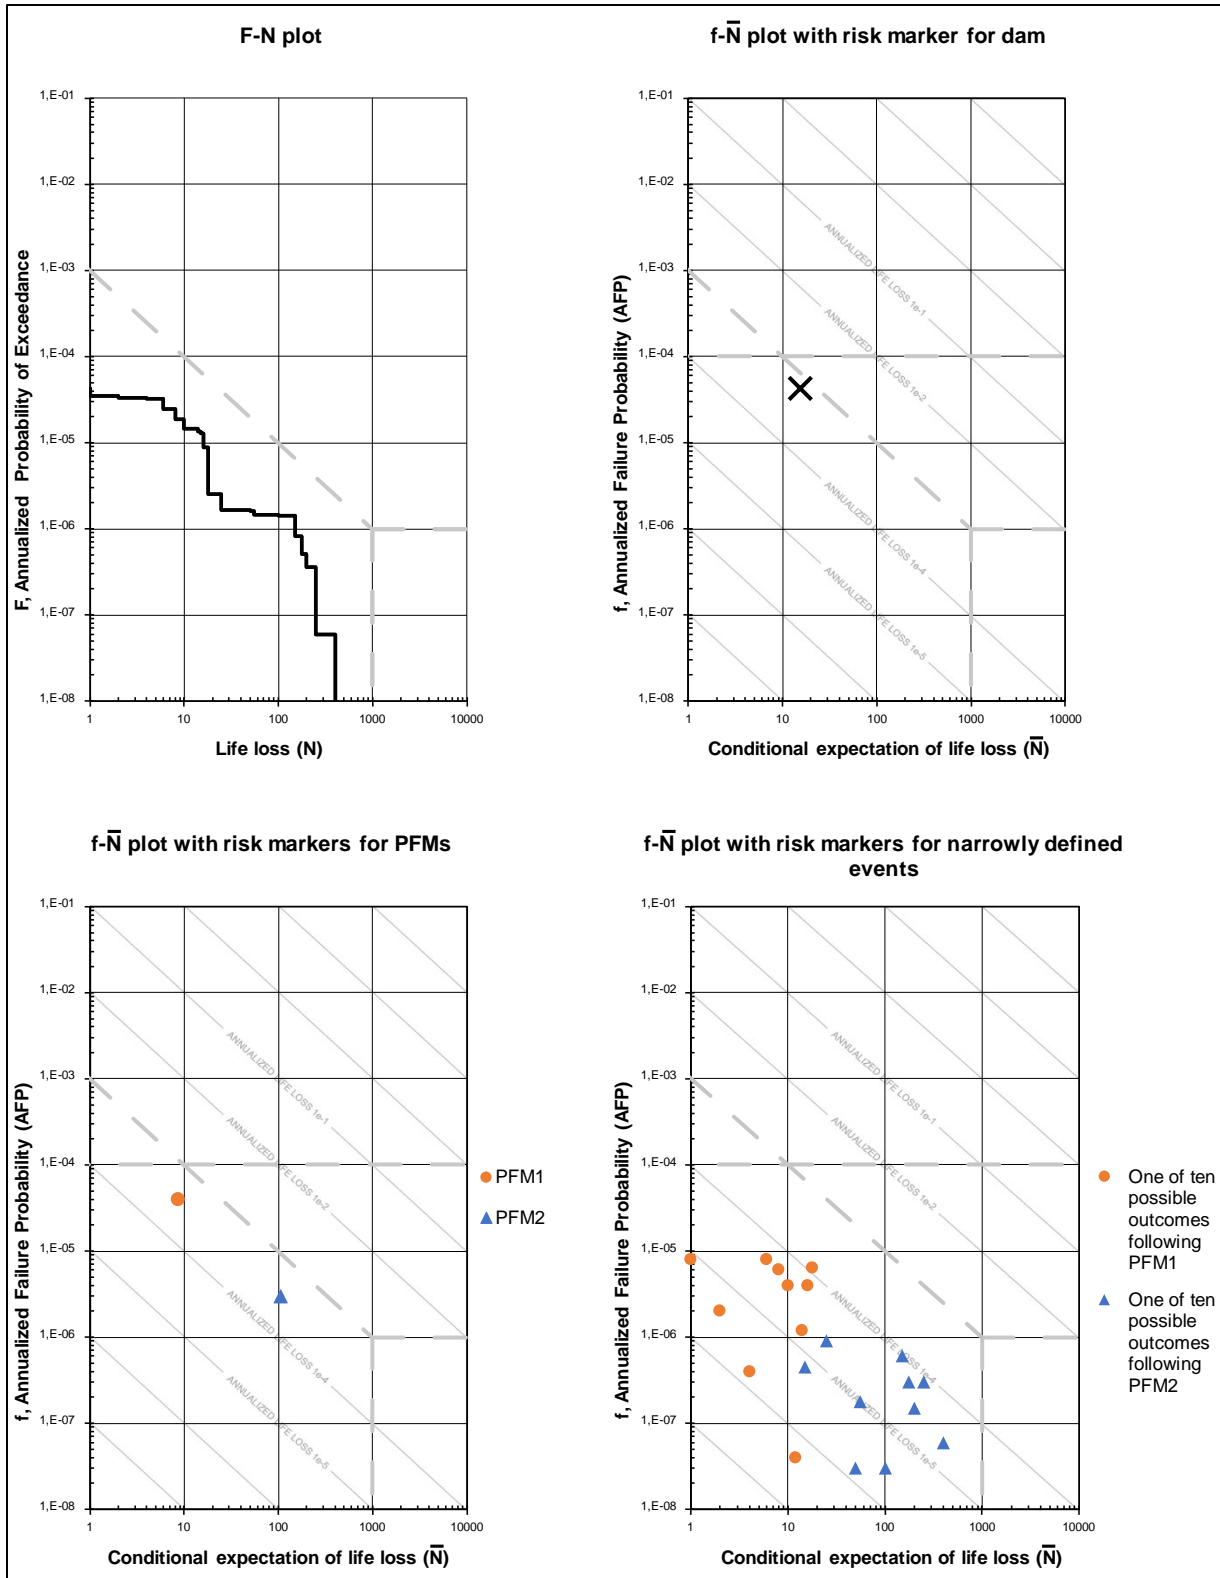 F-N plot
1,E-01
1,E-02
1,E-03
1,E-04
1,E-05
1,E-06
1,E-07
1,E-08
F, Annualized Probability of Exceedance
1
10
100
1000
10000
Life loss (N)
f-N̅ plot with risk marker for dam
1,E-01
1,E-02
1,E-03
1,E-04
1,E-05
1,E-06
1,E-07
1,E-08
f, Annualized Failure Probability (AFP)
ANNUALIZED LIFE LOSS 1e-1
ANNUALIZED LIFE LOSS 1e-2
ANNUALIZED LIFE LOSS 1e-4
ANNUALIZED LIFE LOSS 1e-5
1
10
100
1000
10000
Conditional expectation of life loss (N̅)
f-N̅ plot with risk markers for PFMs
1,E-01
1,E-02
1,E-03
1,E-04
1,E-05
1,E-06
1,E-07
1,E-08
f, Annualized Failure Probability (AFP)
ANNUALIZED LIFE LOSS 1e-1
ANNUALIZED LIFE LOSS 1e-2
ANNUALIZED LIFE LOSS 1e-4
ANNUALIZED LIFE LOSS 1e-5
1
10
100
1000
10000
Conditional expectation of life loss (N̅)
PFM1
PFM2
f-N̅ plot with risk markers for narrowly defined
events
1,E-01
1,E-02
1,E-03
1,E-04
1,E-05
1,E-06
1,E-07
1,E-08
f, Annualized Failure Probability (AFP)
ANNUALIZED LIFE LOSS 1e-1
ANNUALIZED LIFE LOSS 1e-2
ANNUALIZED LIFE LOSS 1e-4
ANNUALIZED LIFE LOSS 1e-5
1
10
100
1000
10000
Conditional expectation of life loss (N̅)
One of ten
possible
outcomes
following
PFM1
One of ten
possible
outcomes
following
PFM2